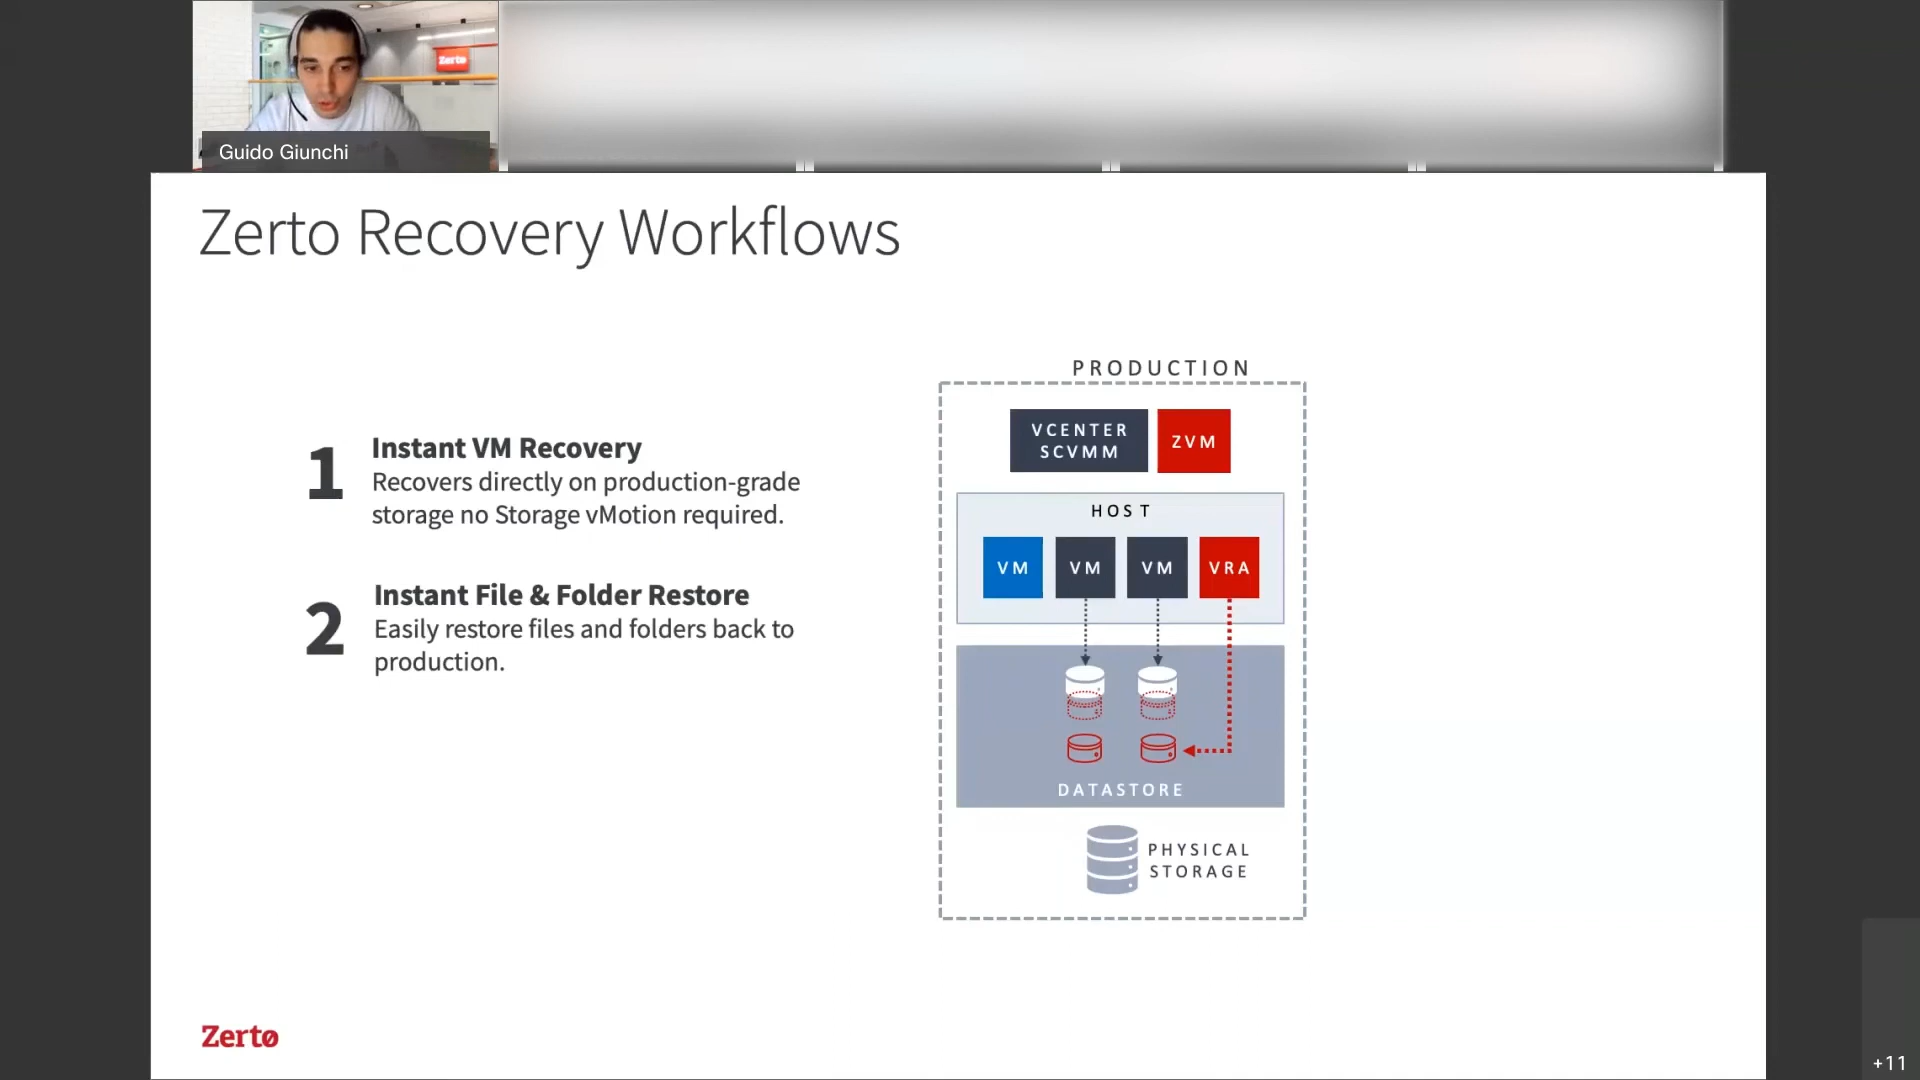 Zerto
Guido Giunchi
Zerto Recovery Workflows
1
Instant VM Recovery
Recovers directly on production-grade
storage no Storage vMotion required.
2
Instant File & Folder Restore
Easily restore files and folders back to
production.
PRODUCTION
VCENTER
SCVMM
ZVM
HOST
VM
VM
VM
VRA
DATASTORE
PHYSICAL
STORAGE
Zerto
+11